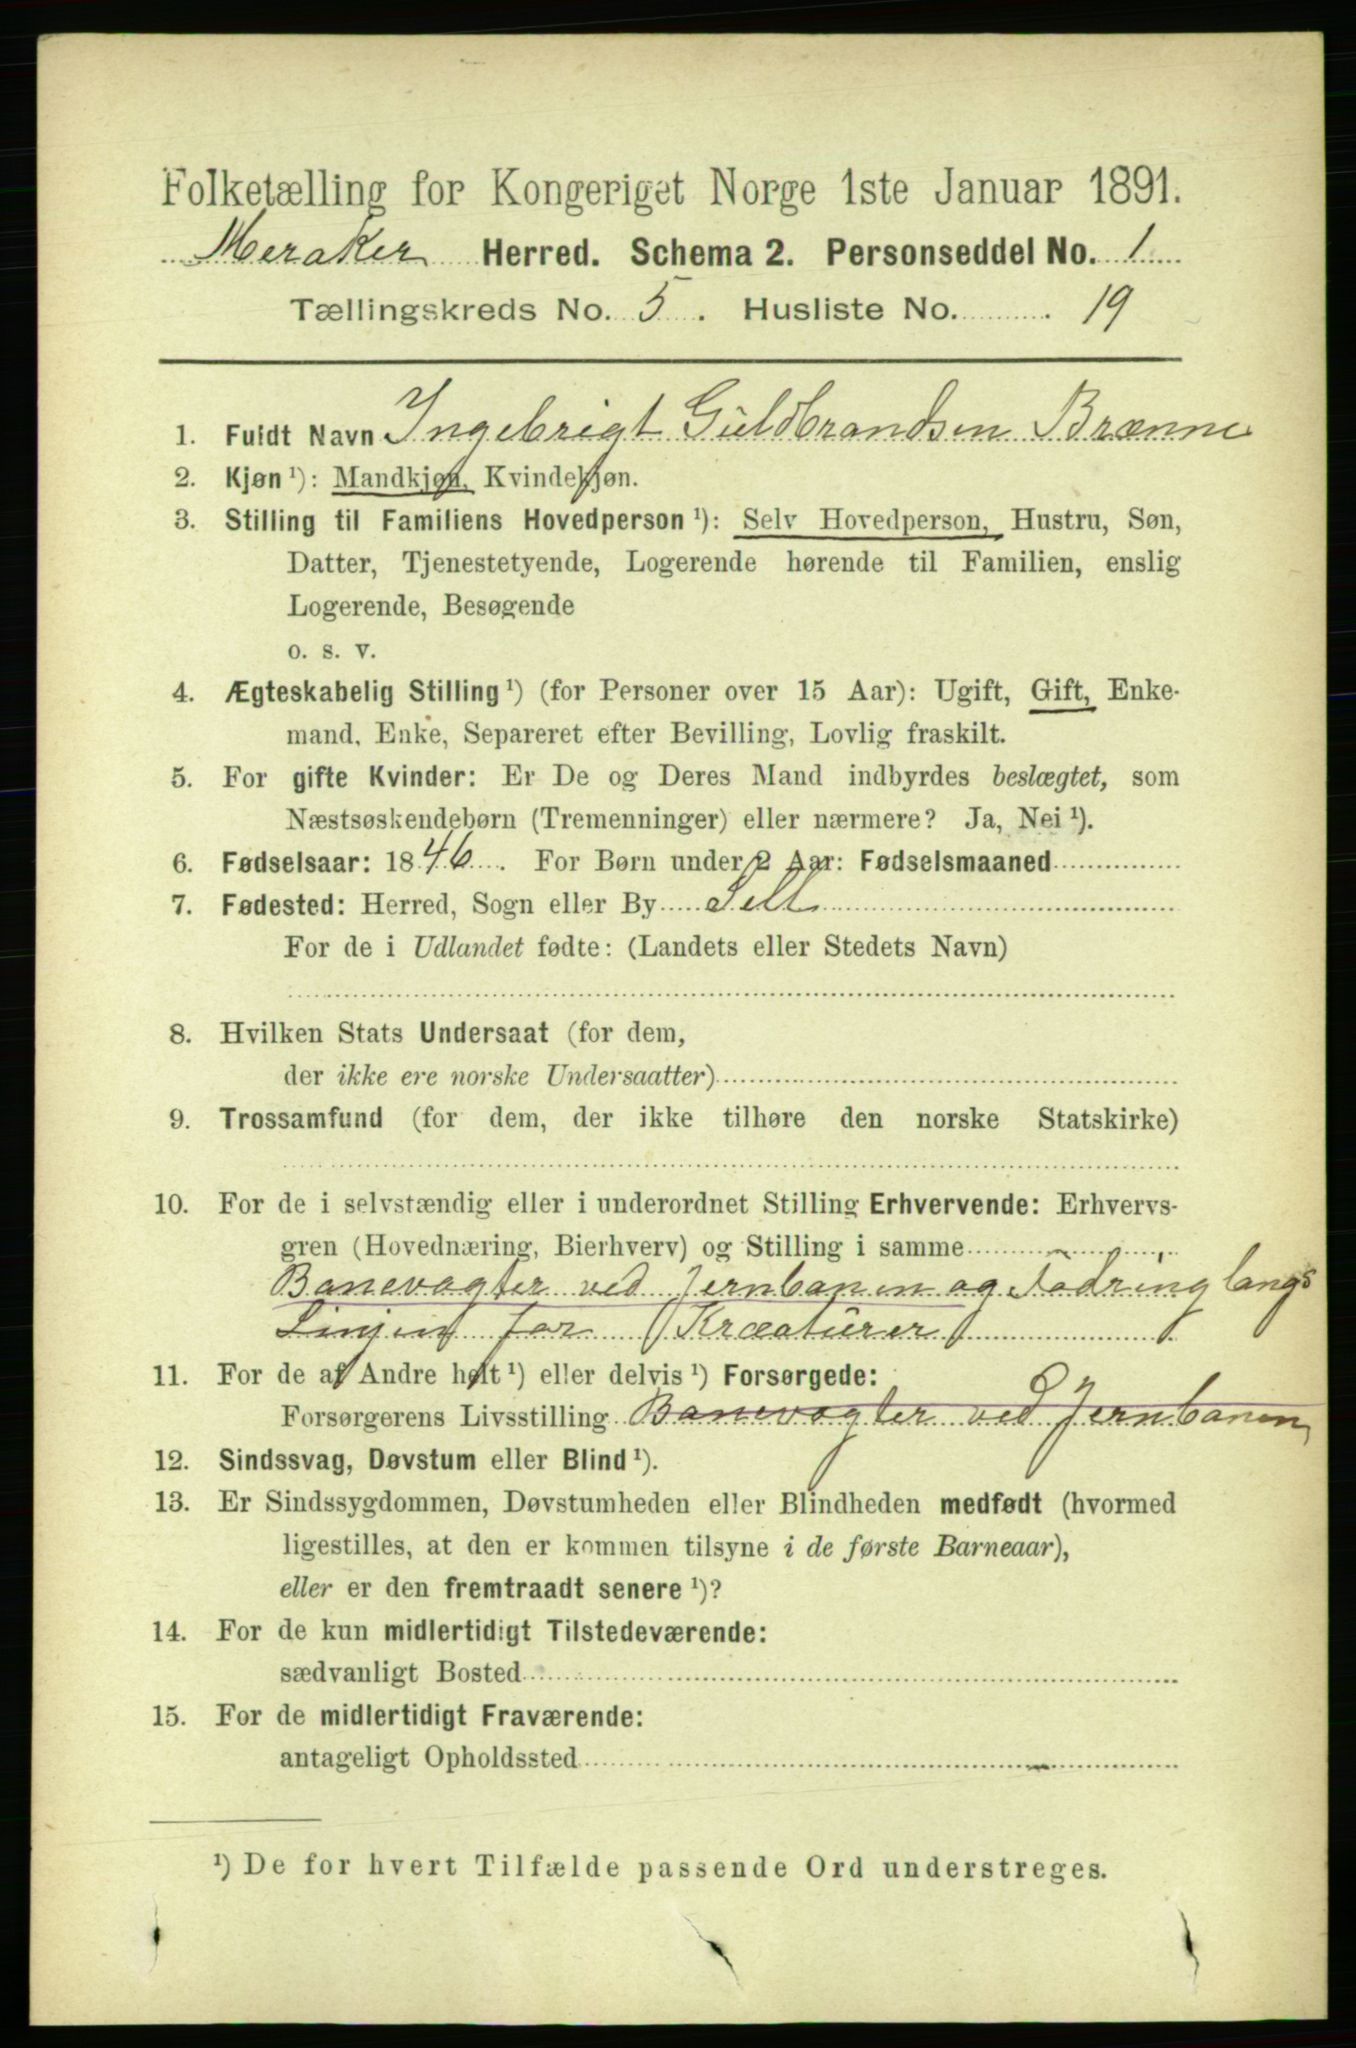 Folketælling for Kongeriget Norge 1ste Januar 1891.
Meraker Herred. Schema 2. Personseddel No. 1
Tællingskreds No. 5. Husliste No. 19
1. Fuldt Navn Ingebrigt Guldbrandsen Brænne
2. Kjøn ¹): Mandkjøn, Kvindekjøn.
3. Stilling til Familiens Hovedperson ¹): Selv Hovedperson, Hustru, Søn,
Datter, Tjenestetyende, Logerende hørende til Familien, enslig
Logerende, Besøgende
o. s. v.
4. Ægteskabelig Stilling ¹) (for Personer over 15 Aar): Ugift, Gift, Enke-
mand, Enke, Separeret efter Bevilling, Lovlig fraskilt.
5. For gifte Kvinder: Er De og Deres Mand indbyrdes beslægtet, som
Næstsøskendebørn (Tremenninger) eller nærmere? Ja, Nei ¹).
6. Fødselsaar: 1846. For Børn under 2 Aar: Fødselsmaaned
7. Fødested: Herred, Sogn eller By Sell
For de i Udlandet fødte: (Landets eller Stedets Navn)
8. Hvilken Stats Undersaat (for dem,
der ikke ere norske Undersaatter)
9. Trossamfund (for dem, der ikke tilhøre den norske Statskirke)
10. For de i selvstændig eller i underordnet Stilling Erhvervende: Erhvervs-
gren (Hovednæring, Bierhverv) og Stilling i samme
Banevogter ved Jernbanen og Fodring langs
Linjen for Kræaturer
11. For de af Andre helt ¹) eller delvis ¹) Forsørgede:
Forsørgerens Livsstilling Banevogter ved Jernbanen
12. Sindssvag, Døvstum eller Blind ¹).
13. Er Sindssygdommen, Døvstumheden eller Blindheden medfødt (hvormed
ligestilles, at den er kommen tilsyne i de første Barneaar),
eller er den fremtraadt senere ¹)?
14. For de kun midlertidigt Tilstedeværende:
sædvanligt Bosted
15. For de midlertidigt Fraværende:
antageligt Opholdssted
¹) De for hvert Tilfælde passende Ord understreges.